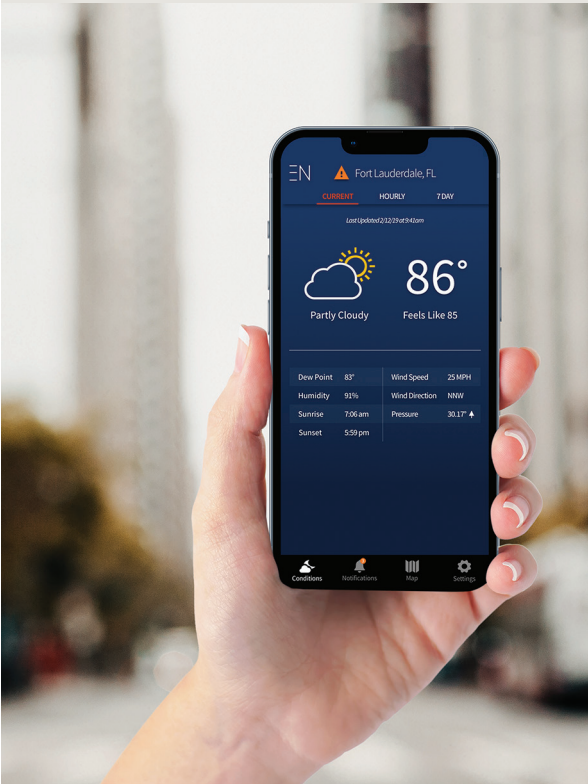 EN
Fort Lauderdale, FL
CURRENT HOURLY 7 DAY
Last Updated 2/12/19 at 9:41am
86°
Partly Cloudy Feels Like 85
Dew Point 83° Wind Speed 25 MPH
Humidity 91% Wind Direction NNW
Sunrise 7:06 am Pressure 30.17"
Sunset 5:59 pm
Conditions Notifications Map Settings